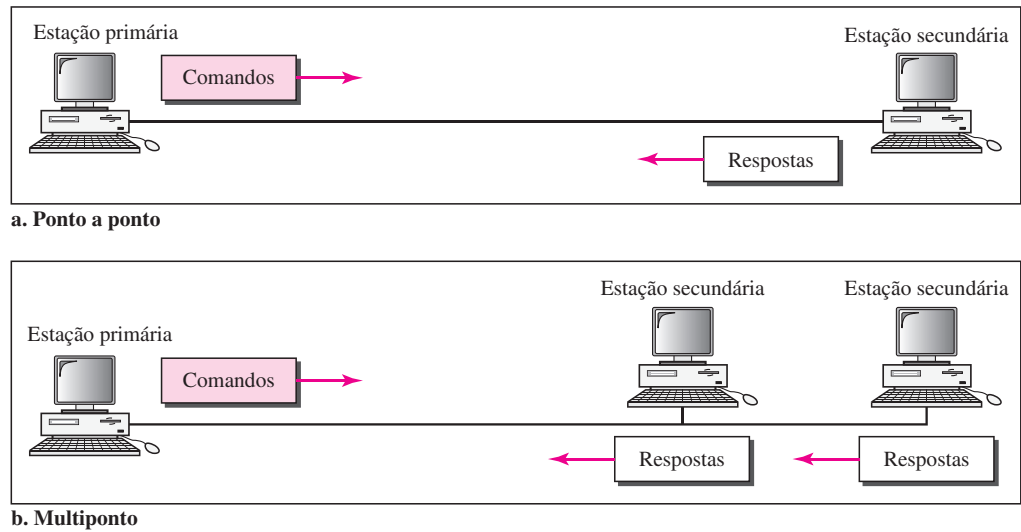 Estação primária
Estação secundária
Comandos
Respostas
a. Ponto a ponto
Estação secundária
Estação secundária
Estação primária
Comandos
Respostas
Respostas
b. Multiponto